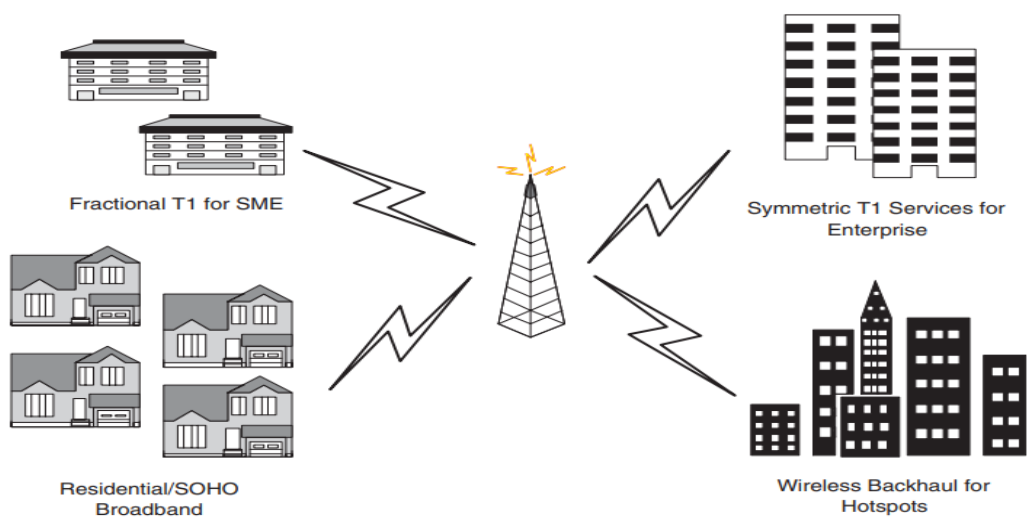 Fractional T1 for SME
Symmetric T1 Services for
Enterprise
Residential/SOHO
Broadband
Wireless Backhaul for
Hotspots